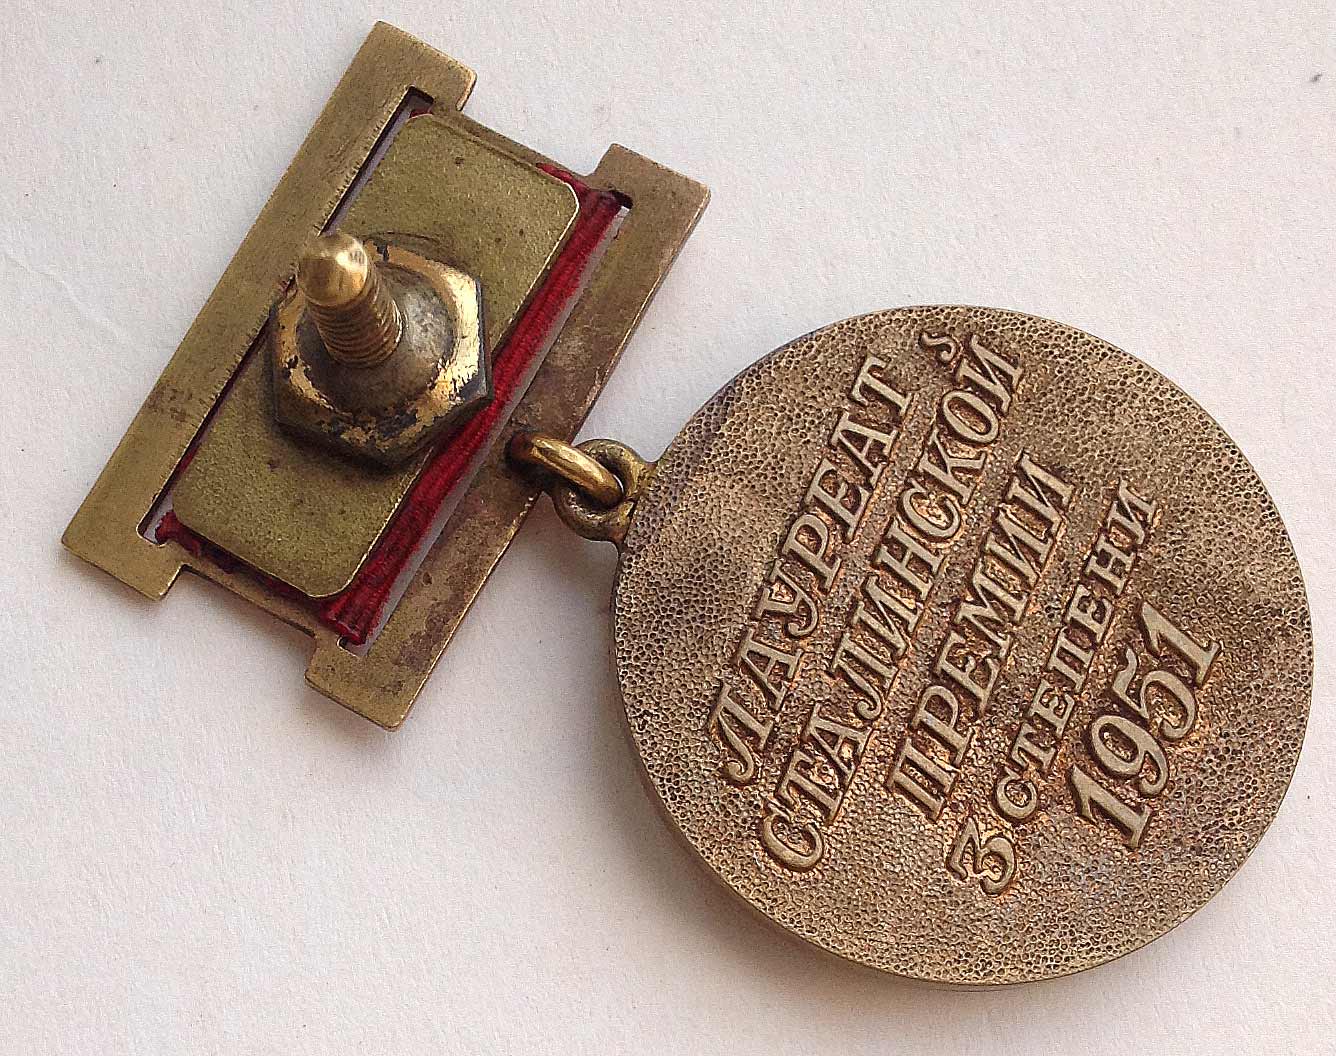 ЛАУРЕАТ
СТАЛИНСКОЙ
ПРЕМИИ
3 СТЕПЕНИ
1951